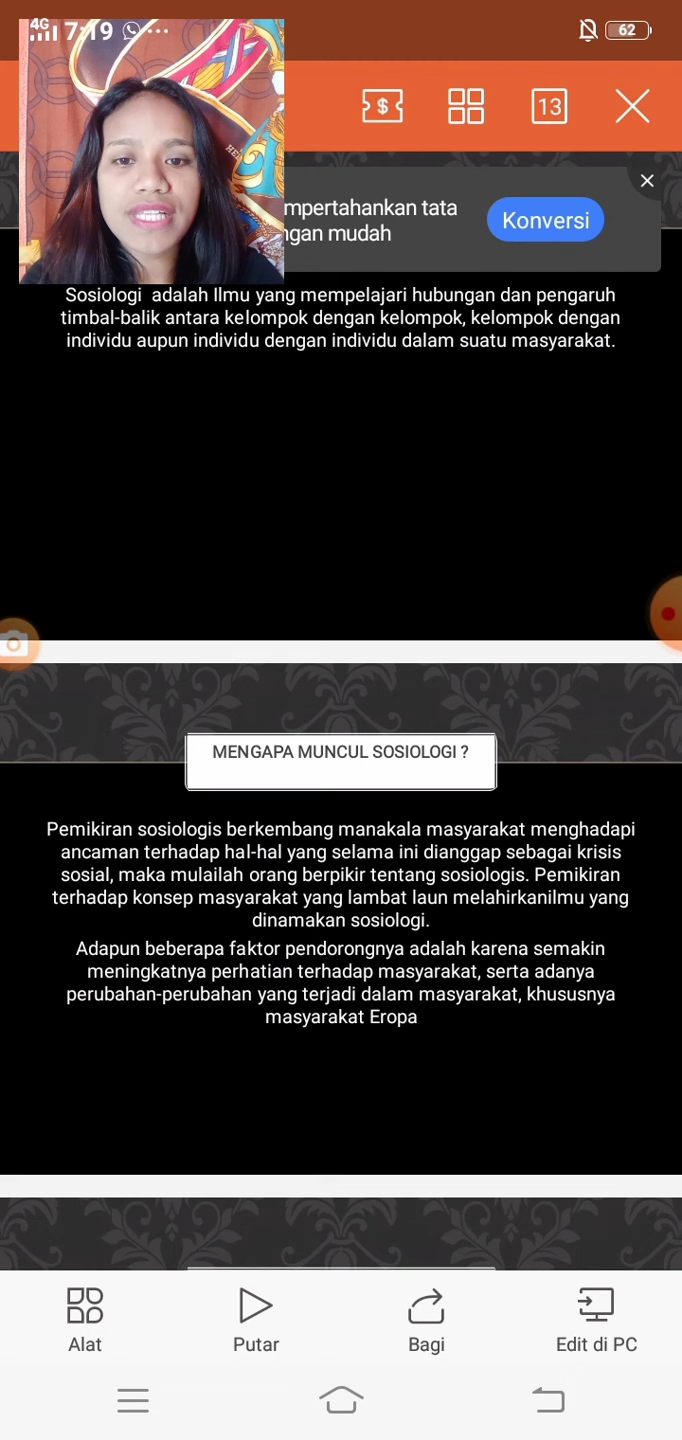 4G 7:19 62
13
mpertahankan tata
ngan mudah
Konversi
Sosiologi adalah Ilmu yang mempelajari hubungan dan pengaruh
timbal-balik antara kelompok dengan kelompok, kelompok dengan
individu aupun individu dengan individu dalam suatu masyarakat.
MENGAPA MUNCUL SOSIOLOGI ?
Pemikiran sosiologis berkembang manakala masyarakat menghadapi
ancaman terhadap hal-hal yang selama ini dianggap sebagai krisis
sosial, maka mulailah orang berpikir tentang sosiologis. Pemikiran
terhadap konsep masyarakat yang lambat laun melahirkanilmu yang
dinamakan sosiologi.
Adapun beberapa faktor pendorongnya adalah karena semakin
meningkatnya perhatian terhadap masyarakat, serta adanya
perubahan-perubahan yang terjadi dalam masyarakat, khususnya
masyarakat Eropa
Alat Putar Bagi Edit di PC